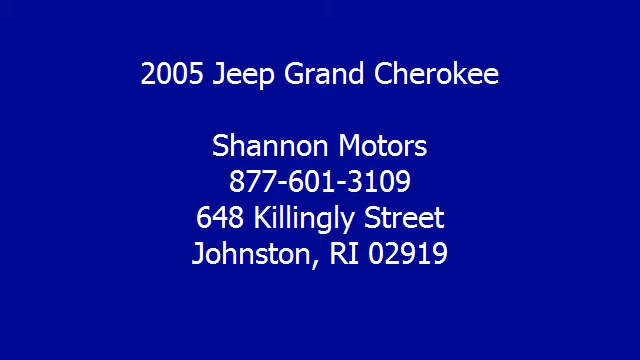 2005 Jeep Grand Cherokee
Shannon Motors
877-601-3109
648 Killingly Street
Johnston, RI 02919